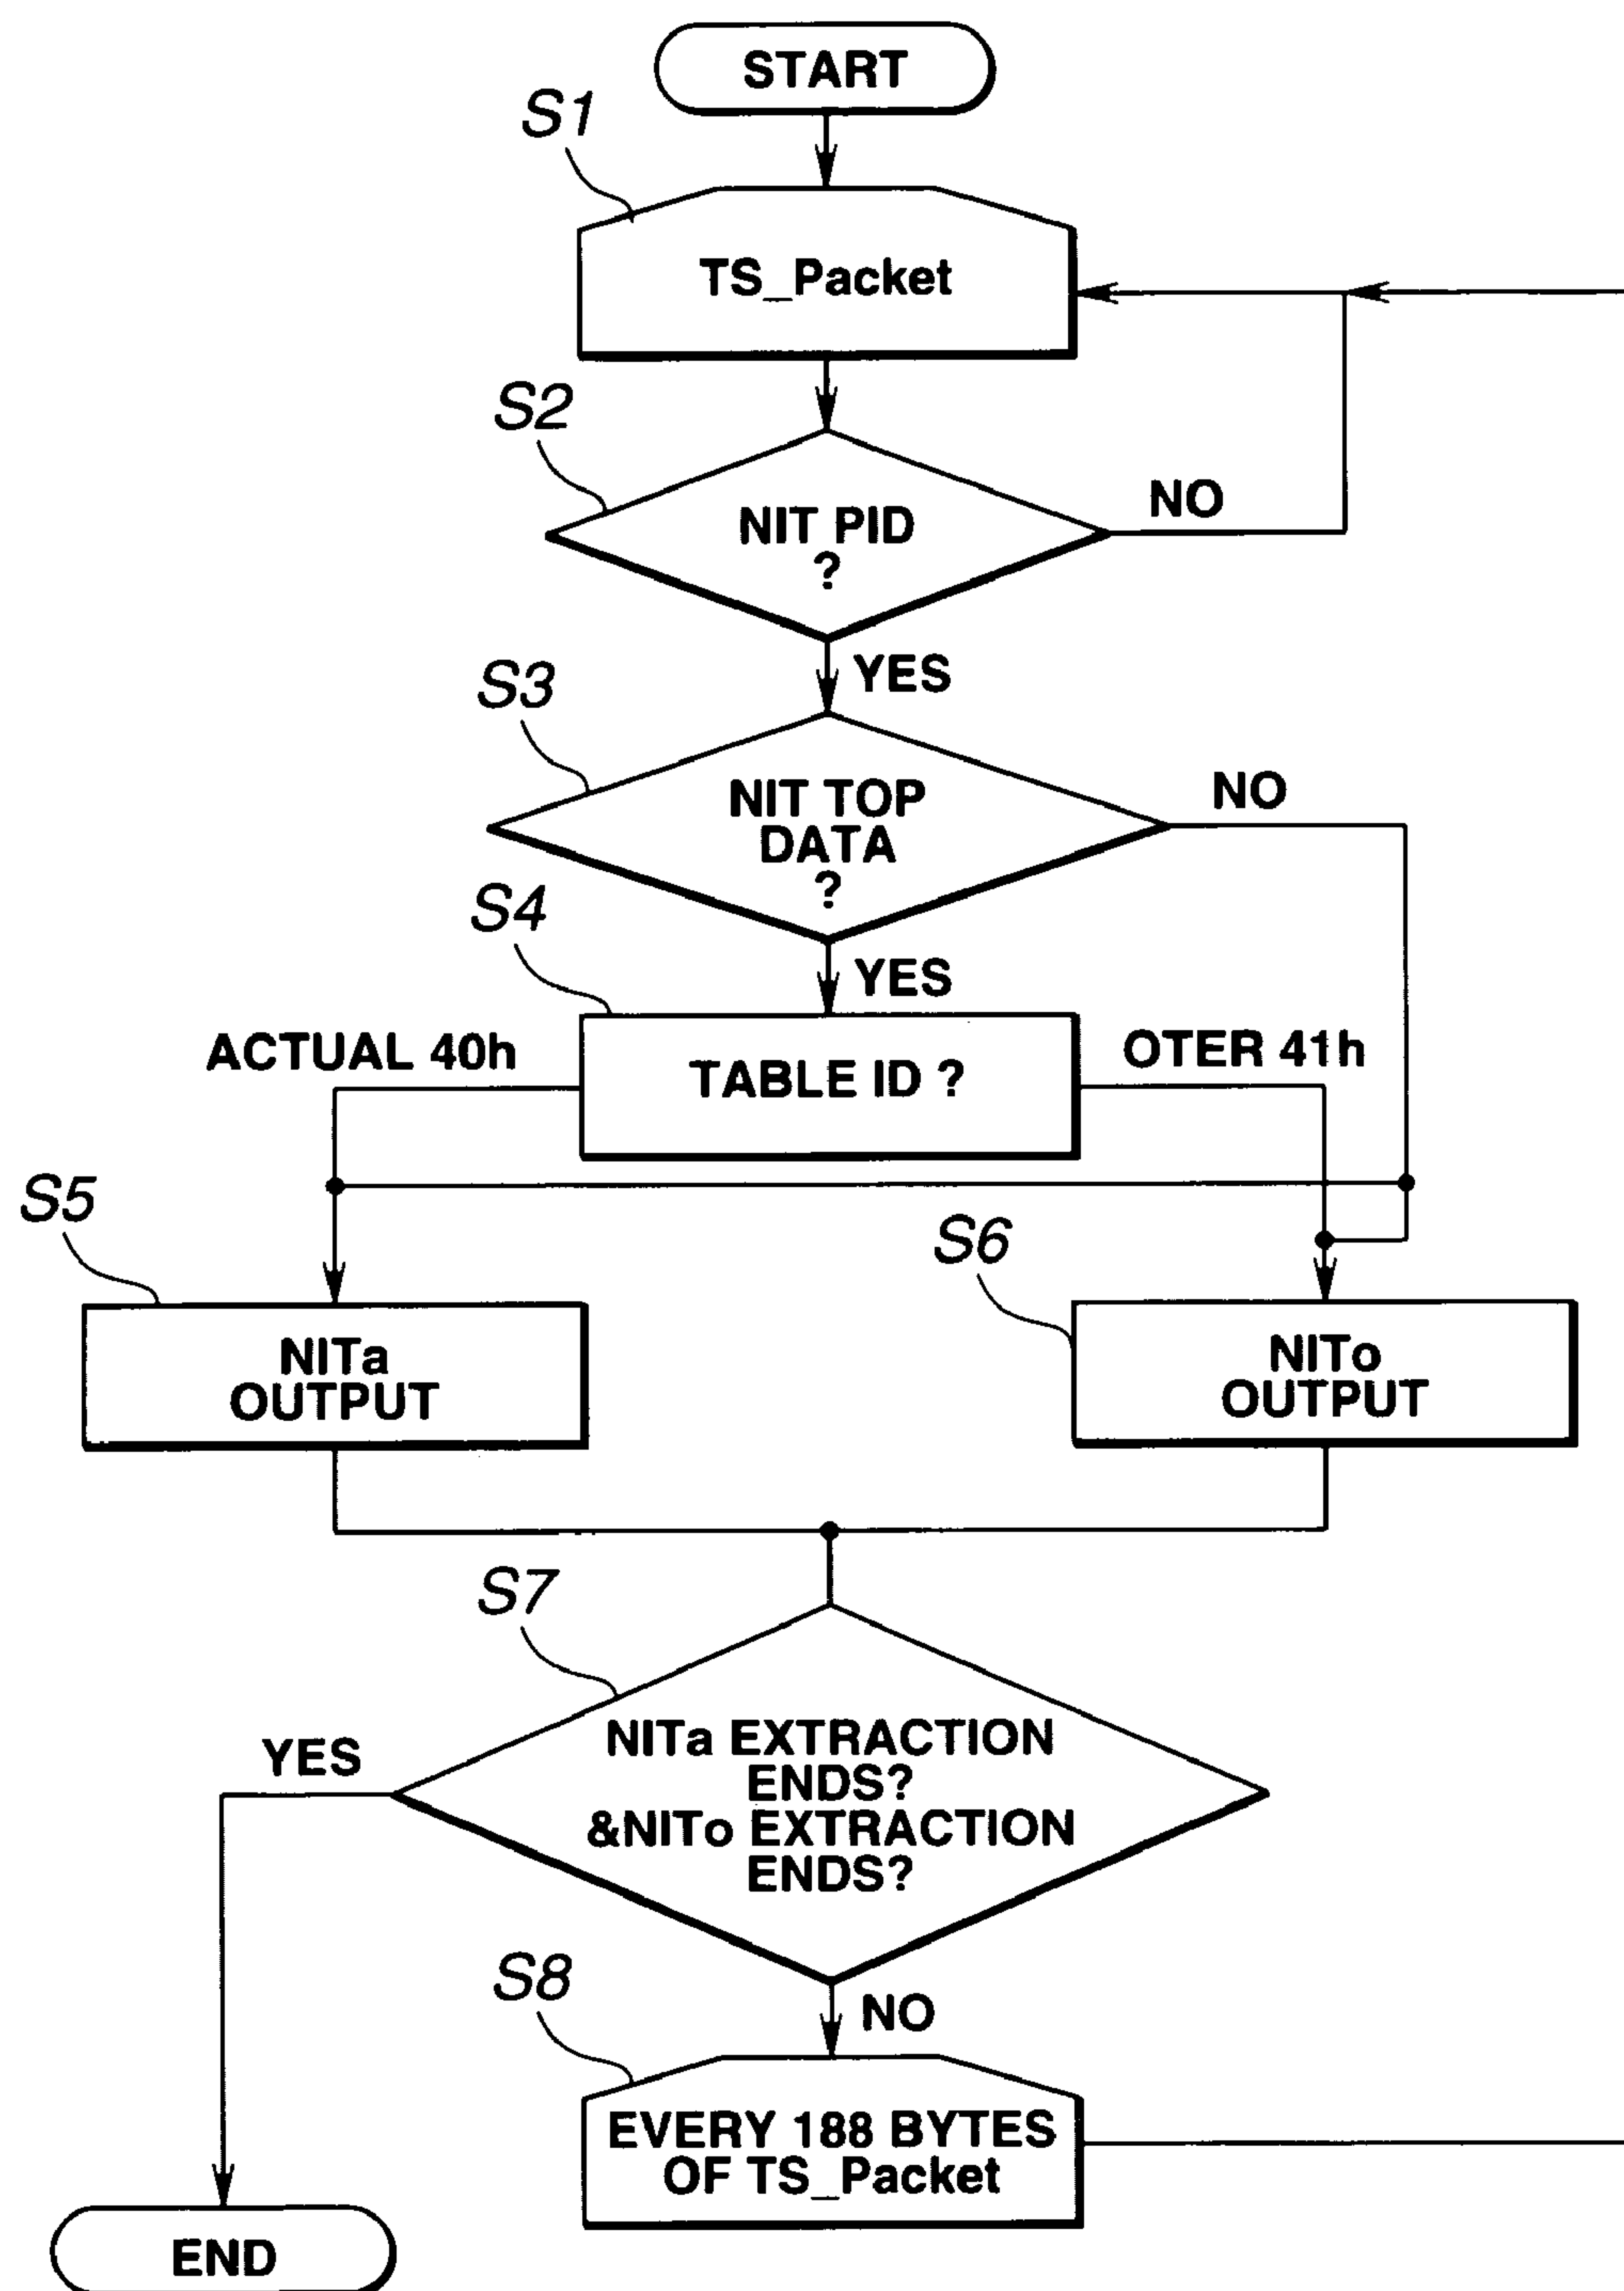 START
S1
TS_Packet
S2
NIT PID
?
NO
YES
S3
NIT TOP
DATA
?
NO
YES
S4
TABLE ID ?
ACTUAL 40h
OTER 41h
S5
NITa
OUTPUT
S6
NITo
OUTPUT
S7
NITa EXTRACTION
ENDS?
&NITo EXTRACTION
ENDS?
YES
NO
S8
EVERY 188 BYTES
OF TS_Packet
END